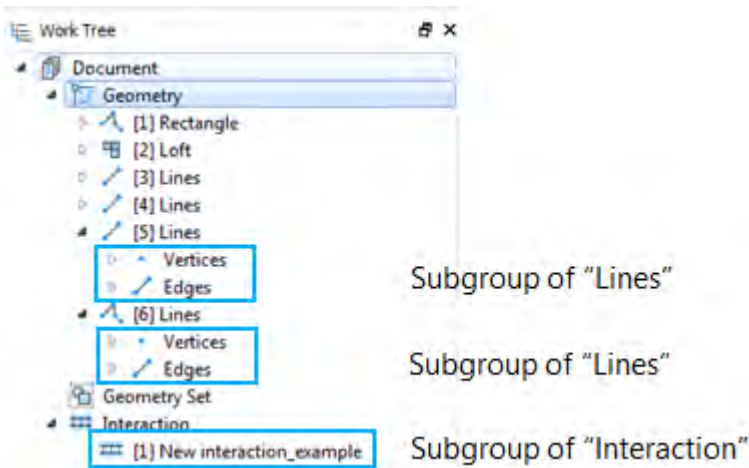 Work Tree
Document
Geometry
[1] Rectangle
[2] Loft
[3] Lines
[4] Lines
[5] Lines
Vertices
Edges
Subgroup of “Lines”
[6] Lines
Vertices
Edges
Subgroup of “Lines”
Geometry Set
Interaction
[1] New interaction_example
Subgroup of “Interaction”